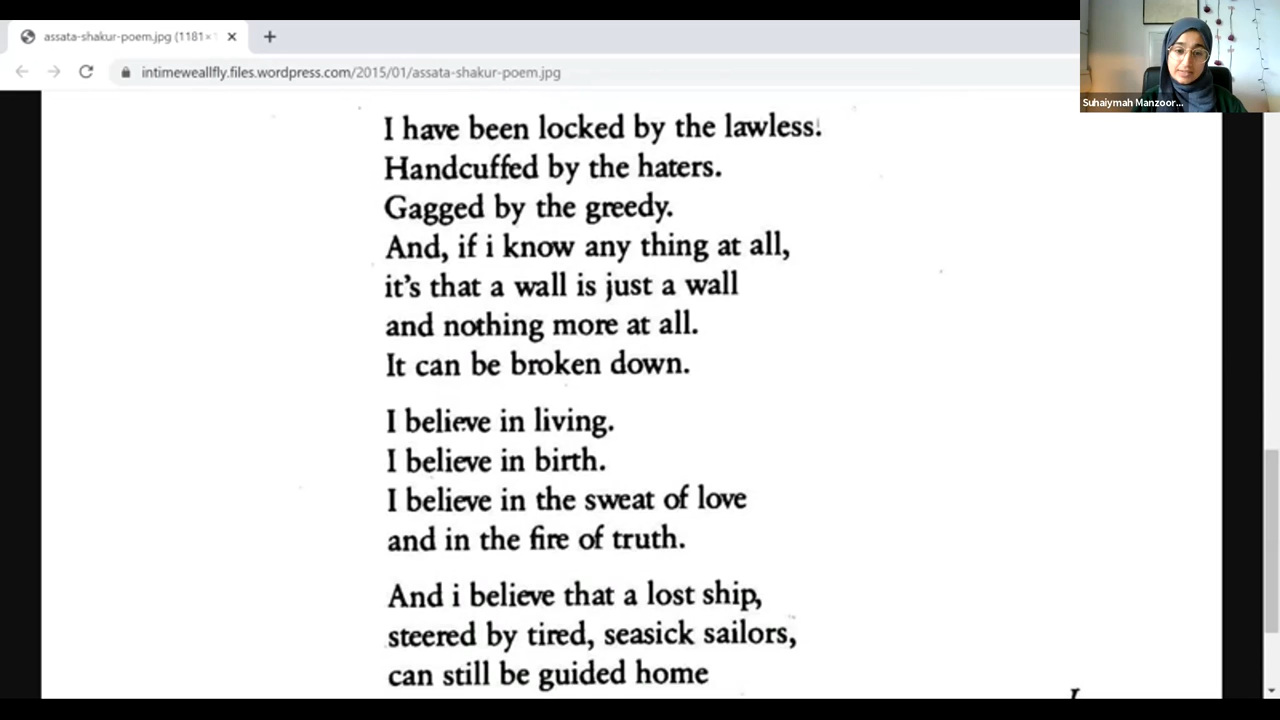 assata-shakur-poem.jpg (1181×
intimeweallfly.files.wordpress.com/2015/01/assata-shakur-poem.jpg
Suhaiymah Manzoor...
I have been locked by the lawless.
Handcuffed by the haters.
Gagged by the greedy.
And, if i know any thing at all,
it's that a wall is just a wall
and nothing more at all.
It can be broken down.
I believe in living.
I believe in birth.
I believe in the sweat of love
and in the fire of truth.
And i believe that a lost ship,
steered by tired, seasick sailors,
can still be guided home